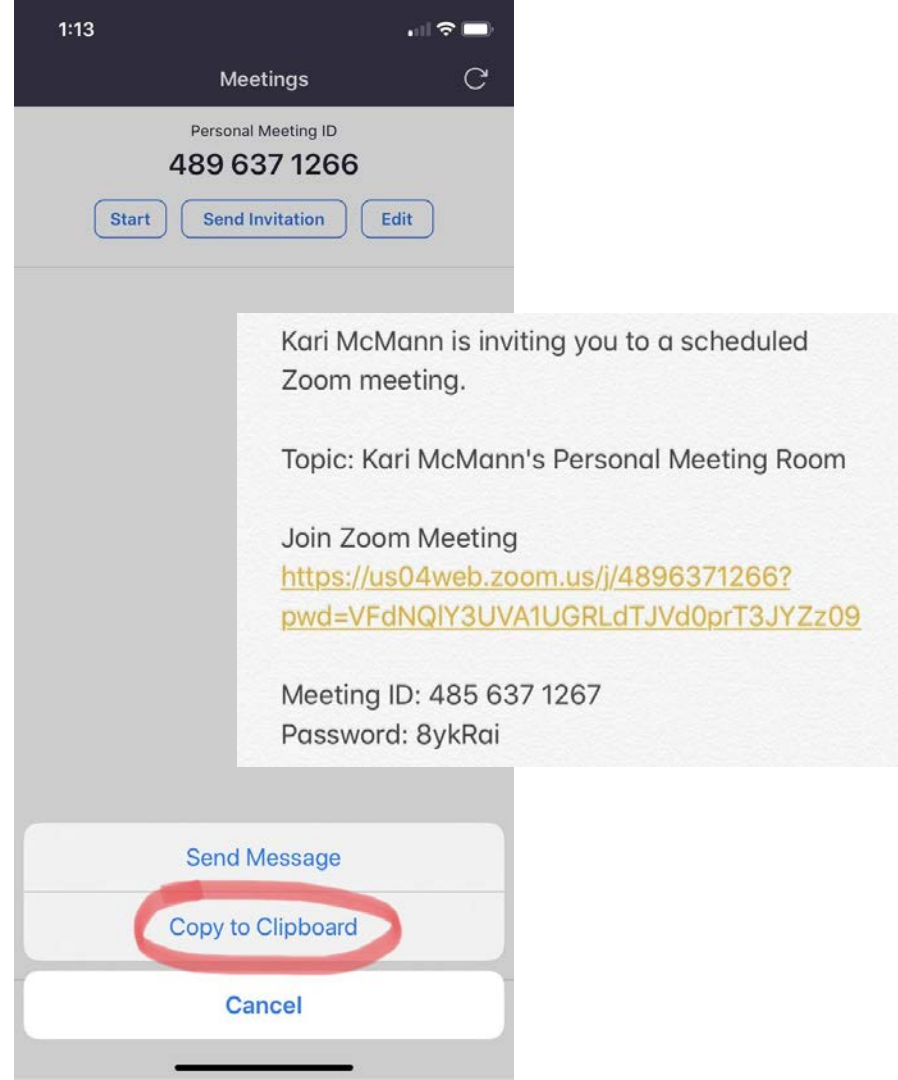 1:13
Meetings
Personal Meeting ID
489 637 1266
Start Send Invitation Edit
Kari McMann is inviting you to a scheduled
Zoom meeting.
Topic: Kari McMann's Personal Meeting Room
Join Zoom Meeting
https://us04web.zoom.us/j/4896371266?
pwd=VFdNQlY3UVA1UGRLdTJVd0prT3JYZz09
Meeting ID: 485 637 1267
Password: 8ykRai
Send Message
Copy to Clipboard
Cancel